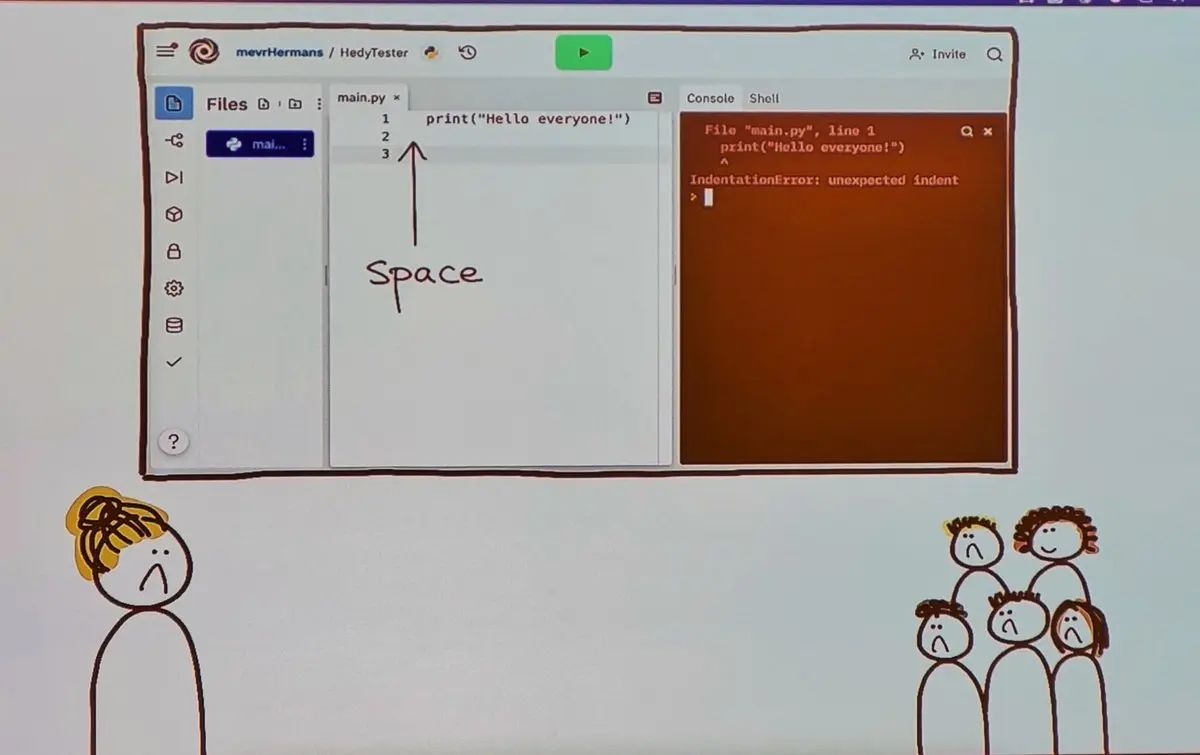 mevrHermans / HedyTester
Invite
Files
mai...
main.py ×
1 print("Hello everyone!")
2
3
Space
Console Shell
File "main.py", line 1
print("Hello everyone!")
^
IndentationError: unexpected indent
>
?